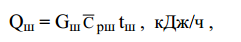 Qш = Gш c̅ рш tш , кДж/ч ,